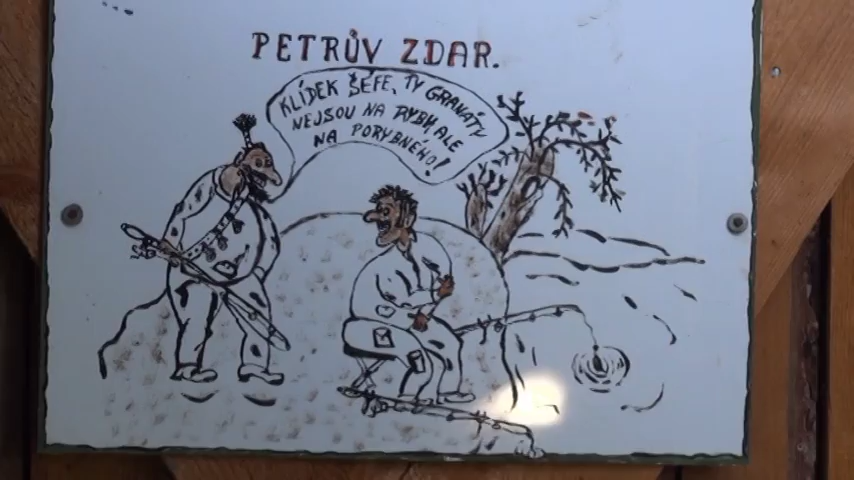 PETRŮV ZDAR.
KLÍDEK ŠÉFE, TY GRANÁTY
NEJSOU NA RYBY, ALE
NA PORYBNÉHO!